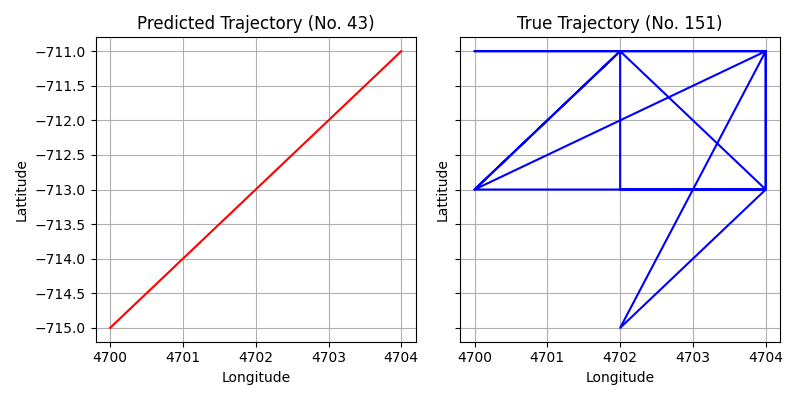 Predicted Trajectory (No. 43)
True Trajectory (No. 151)
−711.0
−711.5
−712.0
−712.5
−713.0
−713.5
−714.0
−714.5
−715.0
Lattitude
Lattitude
4700 4701 4702 4703 4704
4700 4701 4702 4703 4704
Longitude
Longitude